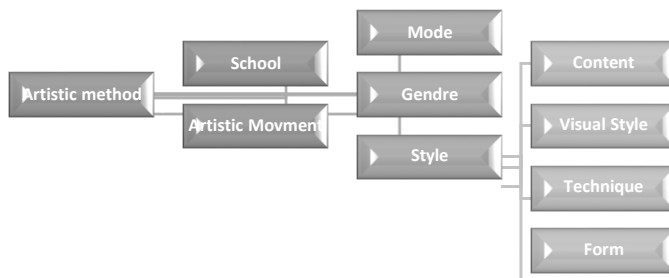 Artistic method
School
Artistic Movment
Mode
Gendre
Style
Content
Visual Style
Technique
Form